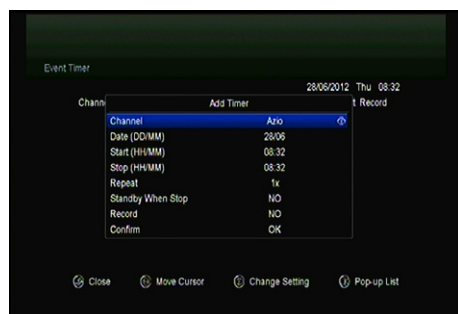 Event Timer
28/06/2012 Thu 08:32
Chann t Record
Add Timer
Channel Azio
Date (DD/MM) 28/06
Start (HH/MM) 08:32
Stop (HH/MM) 08:32
Repeat 1x
Standby When Stop NO
Record NO
Confirm OK
Close Move Cursor Change Setting Pop-up List